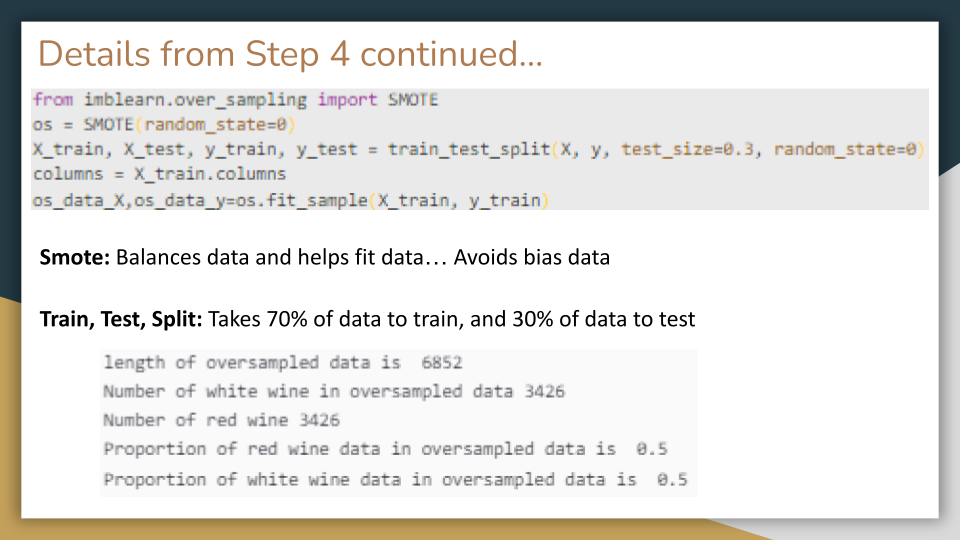 Details from Step 4 continued...
from imblearn.over_sampling import SMOTE
os = SMOTE(random_state=0)
X_train, X_test, y_train, y_test = train_test_split(X, y, test_size=0.3, random_state=0)
columns = X_train.columns
os_data_X,os_data_y=os.fit_sample(X_train, y_train)
Smote: Balances data and helps fit data… Avoids bias data
Train, Test, Split: Takes 70% of data to train, and 30% of data to test
length of oversampled data is  6852
Number of white wine in oversampled data 3426
Number of red wine 3426
Proportion of red wine data in oversampled data is  0.5
Proportion of white wine data in oversampled data is  0.5